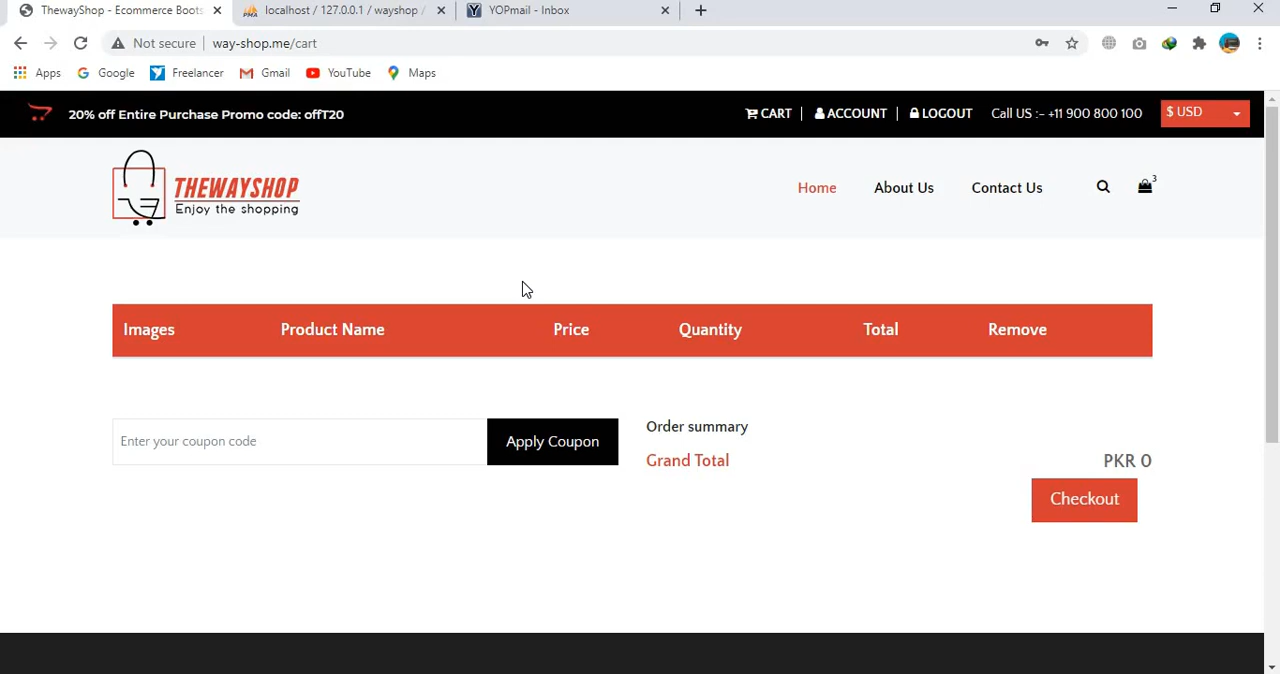 ThewayShop - Ecommerce Boots
localhost / 127.0.0.1 / wayshop /
YOPmail - Inbox
Not secure
way-shop.me/cart
Apps
Google
Freelancer
Gmail
YouTube
Maps
20% off Entire Purchase Promo code: offT20
CART
ACCOUNT
LOGOUT
Call US :- +11 900 800 100
$ USD
THEWAYSHOP
Enjoy the shopping
Home
About Us
Contact Us
3
Images
Product Name
Price
Quantity
Total
Remove
Enter your coupon code
Apply Coupon
Order summary
Grand Total
PKR 0
Checkout